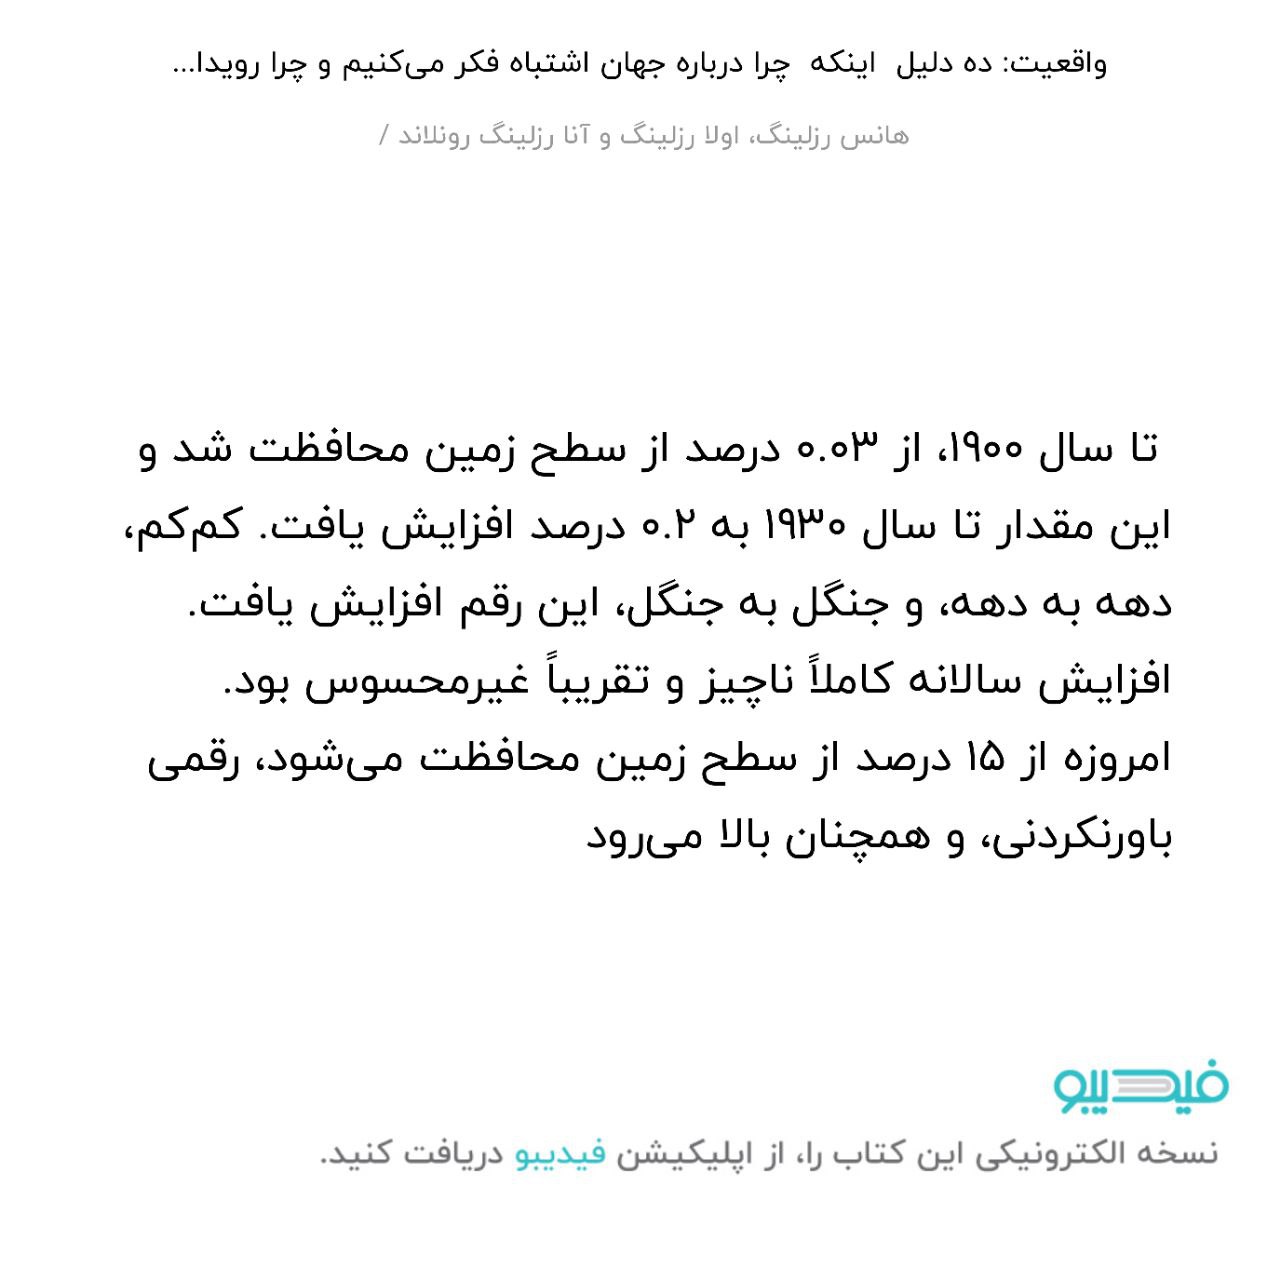 واقعیت: ده دلیل اینکه چرا درباره جهان اشتباه فکر می‌کنیم و چرا رویدا...
هانس رزلینگ، اولا رزلینگ و آنا رزلینگ رونلاند /
تا سال ۱۹۰۰، از ۰.۰۳ درصد از سطح زمین محافظت شد و
این مقدار تا سال ۱۹۳۰ به ۰.۲ درصد افزایش یافت. کم‌کم،
دهه به دهه، و جنگل به جنگل، این رقم افزایش یافت.
افزایش سالانه کاملاً ناچیز و تقریباً غیرمحسوس بود.
امروزه از ۱۵ درصد از سطح زمین محافظت می‌شود، رقمی
باورنکردنی، و همچنان بالا می‌رود
فیدیبو
نسخه الکترونیکی این کتاب را، از اپلیکیشن فیدیبو دریافت کنید.